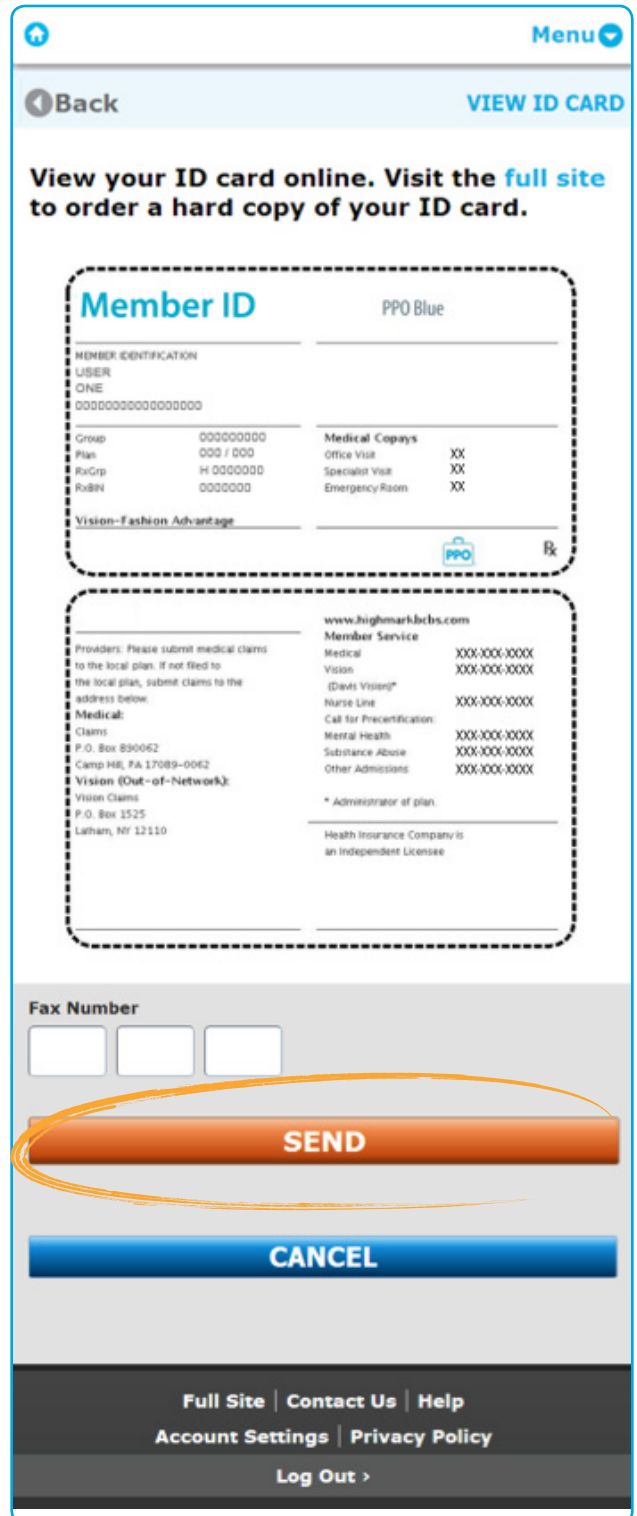 Menu
Back
VIEW ID CARD
View your ID card online. Visit the full site
to order a hard copy of your ID card.
Member ID
PPO Blue
MEMBER IDENTIFICATION
USER
ONE
00000000000000000
Group 000000000
Plan 000 / 000
RxGrp H 0000000
RxBIN 0000000
Vision-Fashion Advantage
Medical Copays
Office Visit XX
Specialist Visit XX
Emergency Room XX
PPO
Rx
Providers: Please submit medical claims
to the local plan. If not filed to
the local plan, submit claims to the
address below.
Medical:
Claims
P.O. Box 890062
Camp Hill, PA 17089-0062
Vision (Out-of-Network):
Vision Claims
P.O. Box 1525
Latham, NY 12110
www.highmarkbcbs.com
Member Service
Medical XXX-XXX-XXXX
Vision XXX-XXX-XXXX
(Davis Vision)*
Nurse Line XXX-XXX-XXXX
Call for Precertification:
Mental Health XXX-XXX-XXXX
Substance Abuse XXX-XXX-XXXX
Other Admissions XXX-XXX-XXXX
* Administrator of plan.
Health Insurance Company is
an Independent Licensee
Fax Number
SEND
CANCEL
Full Site | Contact Us | Help
Account Settings | Privacy Policy
Log Out ›